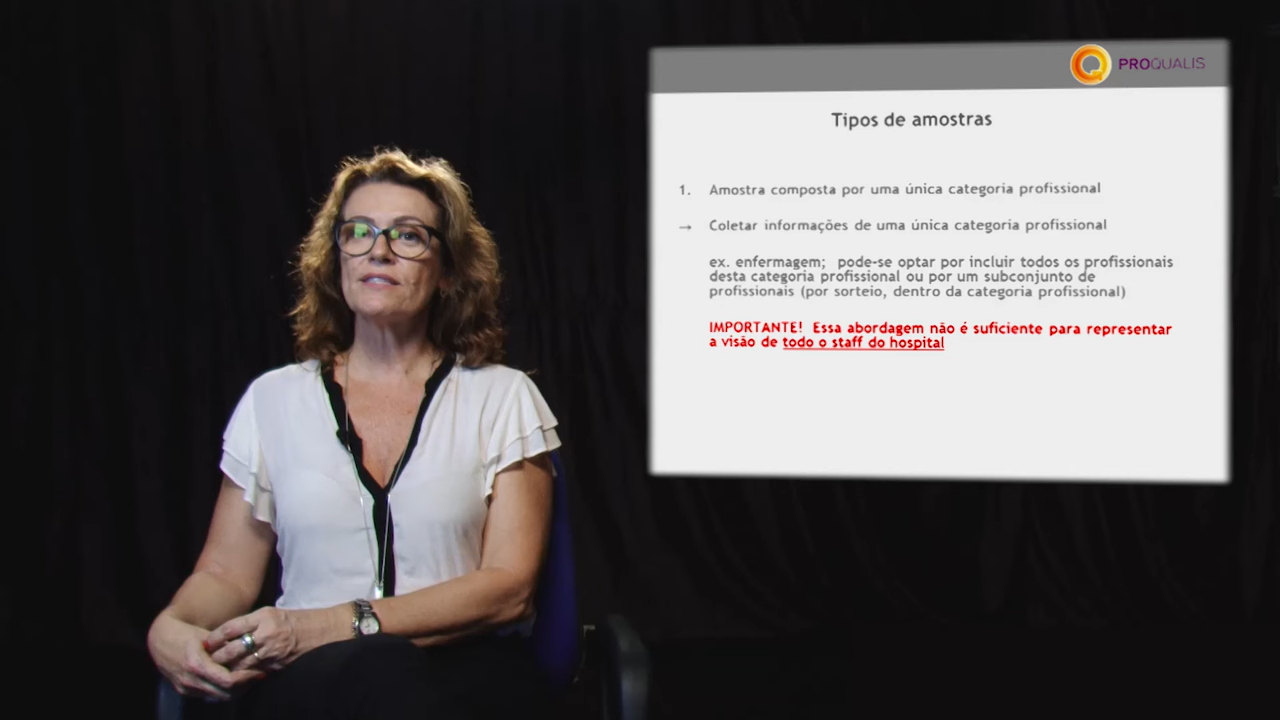 PROQUALIS
Tipos de amostras
1. Amostra composta por uma única categoria profissional
→ Coletar informações de uma única categoria profissional
ex. enfermagem; pode-se optar por incluir todos os profissionais
desta categoria profissional ou por um subconjunto de
profissionais (por sorteio, dentro da categoria profissional)
IMPORTANTE! Essa abordagem não é suficiente para representar
a visão de todo o staff do hospital